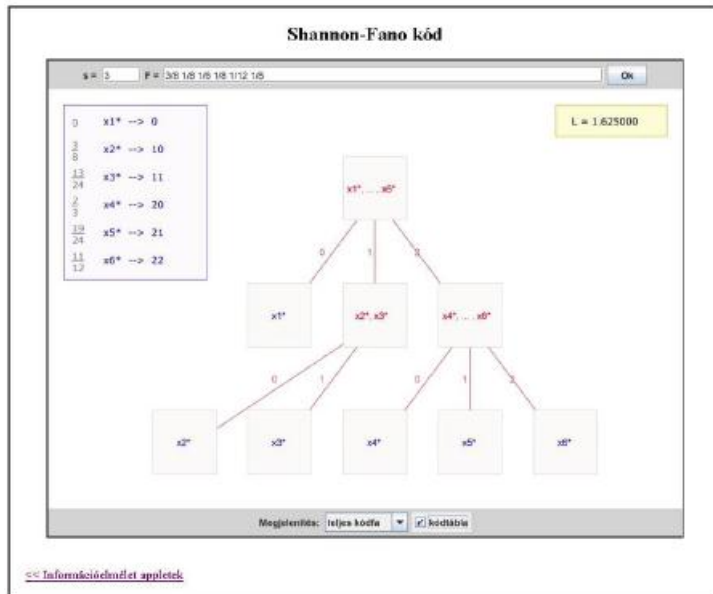 Shannon-Fano kód
s = 3 P = 3/8 1/8 1/6 1/8 1/12 1/8 Ok
0 x1* --> 0
3/8 x2* --> 10
13/24 x3* --> 11
2/3 x4* --> 20
19/24 x5* --> 21
11/12 x6* --> 22
L = 1.625000
x1*, ... , x6*
0 1 2
x1* x2*, x3* x4*, ... , x6*
0 1 0 1 2
x2* x3* x4* x5* x6*
Megjelenítés: teljes kódfa kódtábla
<< Információelmélet appletek